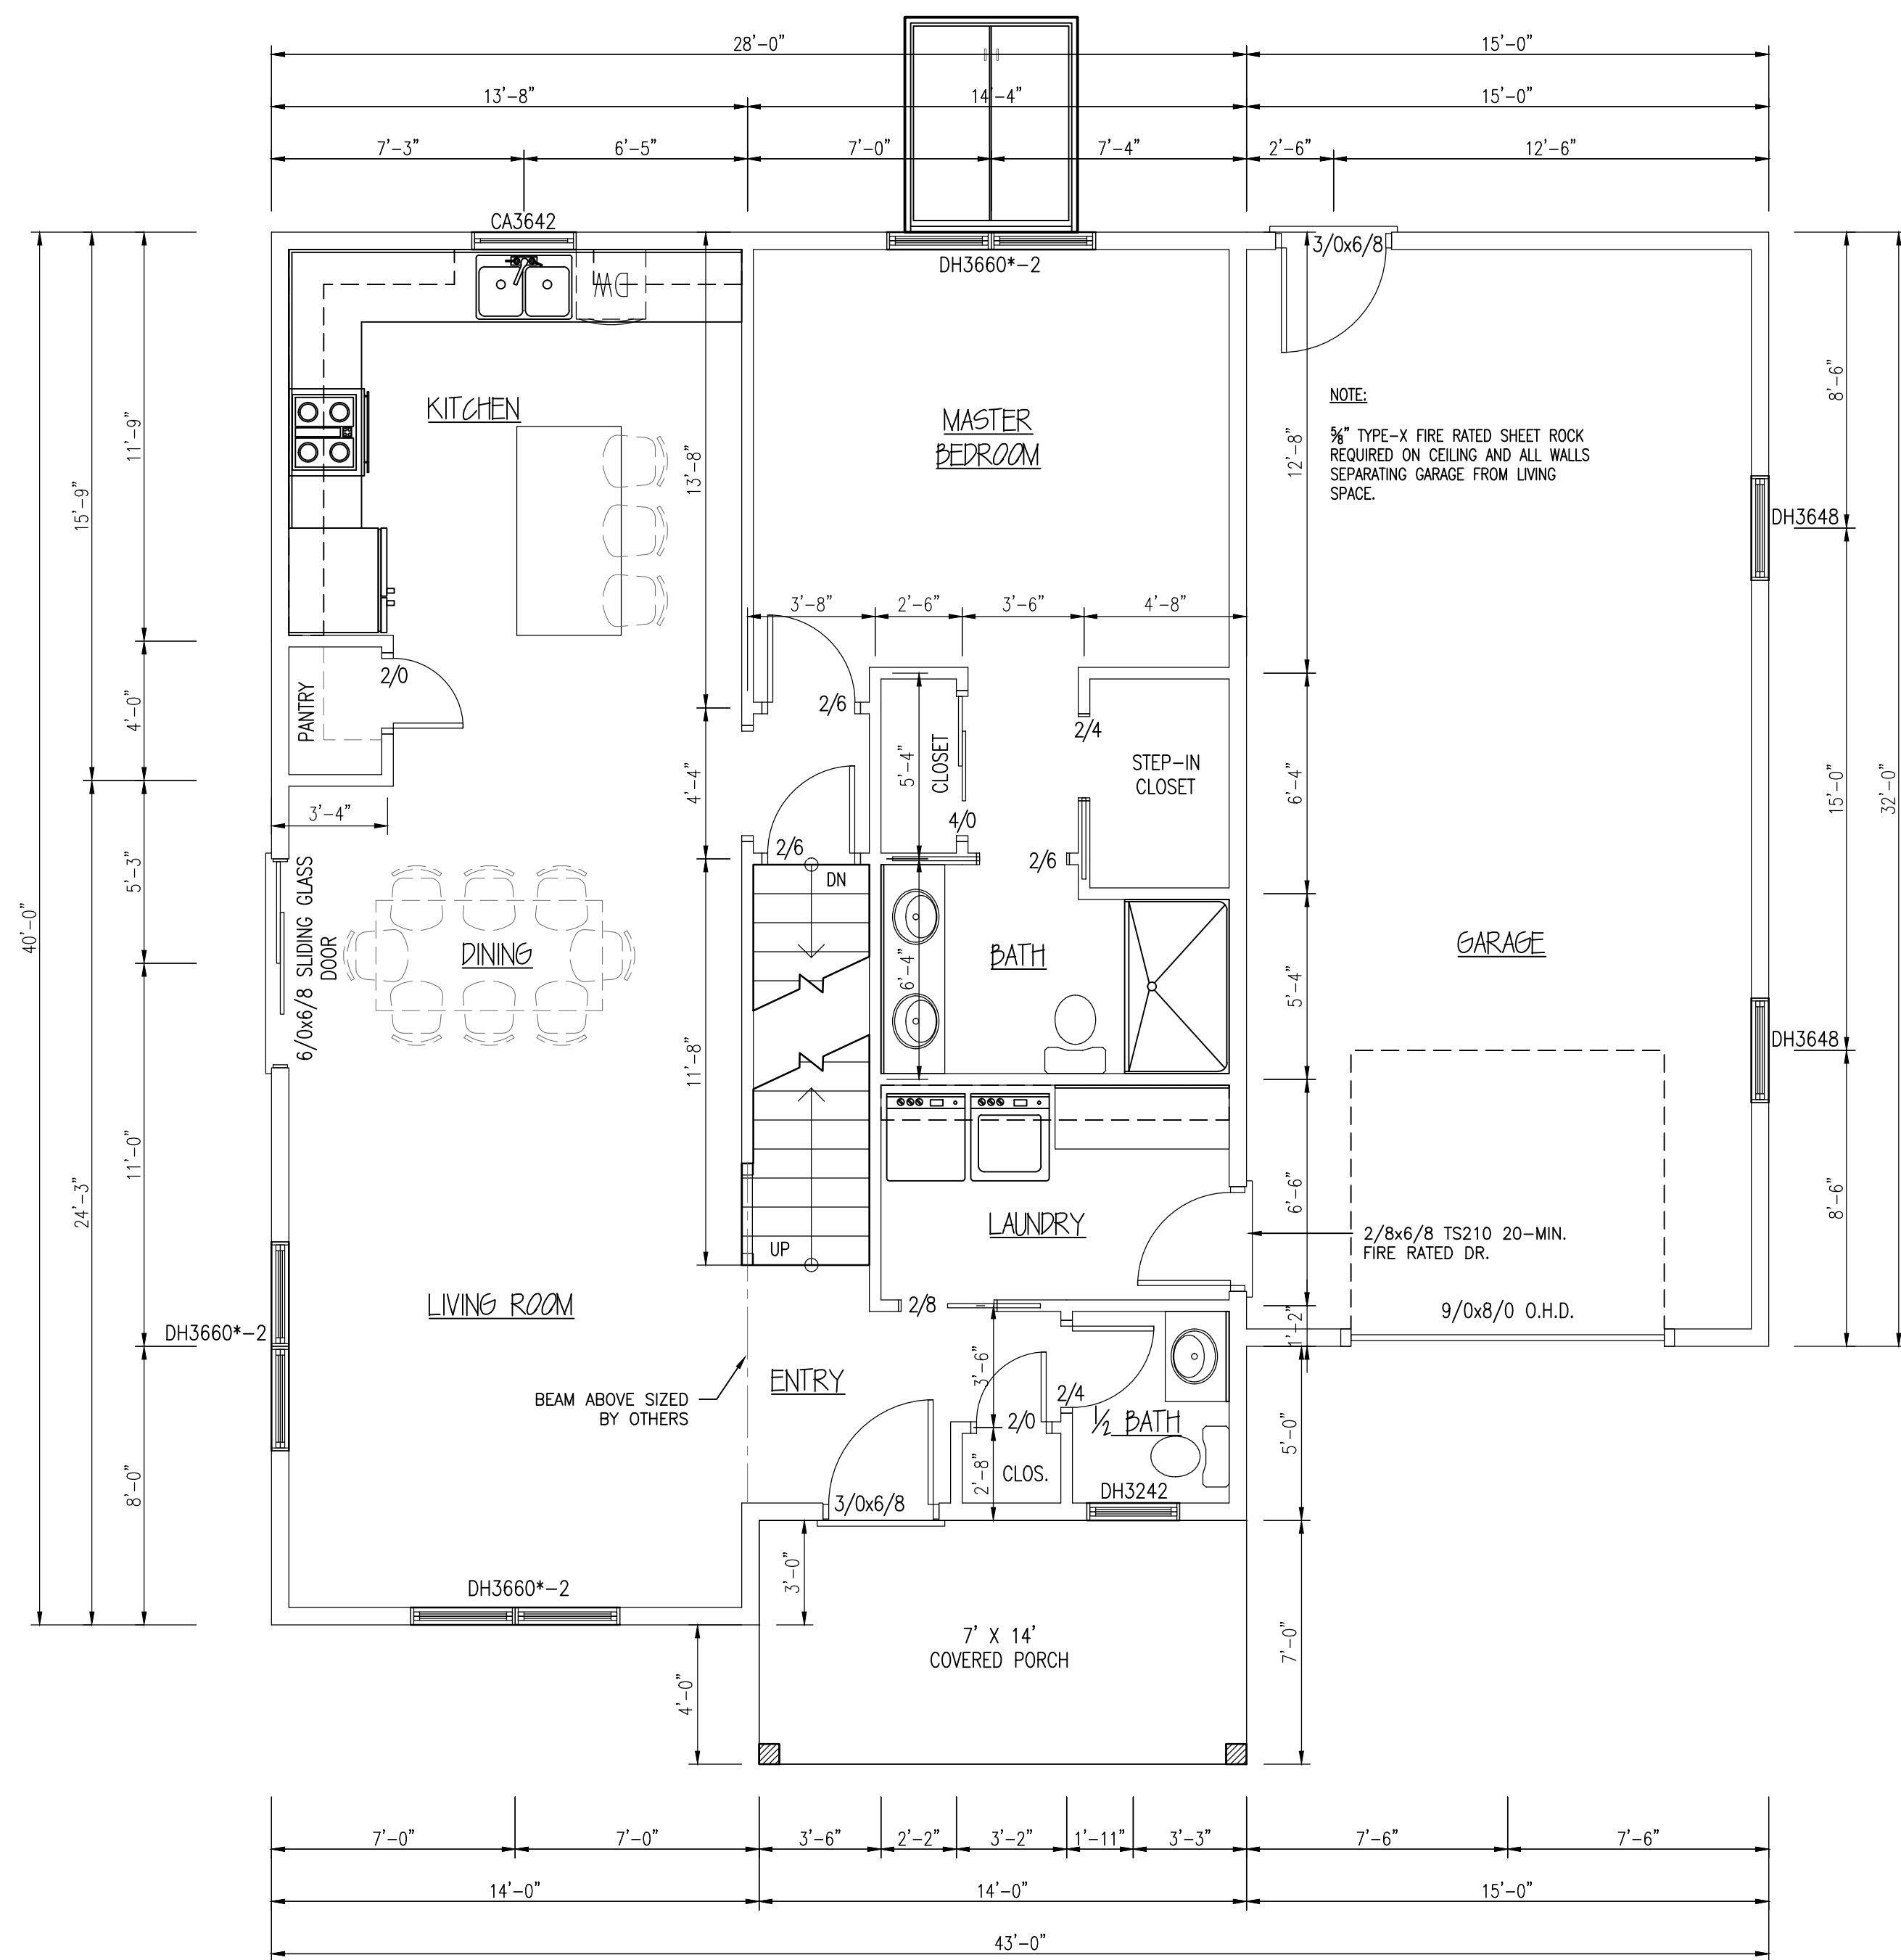 28'-0" 15'-0"
13'-8" 14'-4" 15'-0"
7'-3" 6'-5" 7'-0" 7'-4" 2'-6" 12'-6"
CA3642
DH3660*-2
3/0x6/8
DW
KITCHEN
MASTER
BEDROOM
NOTE:
⅝" TYPE-X FIRE RATED SHEET ROCK
REQUIRED ON CEILING AND ALL WALLS
SEPARATING GARAGE FROM LIVING
SPACE.
8'-6"
11'-9"
13'-8"
12'-8"
15'-9"
DH3648
3'-8" 2'-6" 3'-6" 4'-8"
2/0
PANTRY
4'-0"
2/6
2/4
CLOSET
5'-4"
STEP-IN
CLOSET
4'-4"
6'-4"
15'-0"
32'-0"
3'-4"
4/0
2/6
2/6
5'-3"
6/0x6/8 SLIDING GLASS
DOOR
DN
40'-0"
DINING
BATH
GARAGE
6'-4"
5'-4"
DH3648
11'-8"
11'-0"
24'-3"
6'-6"
8'-6"
LAUNDRY
2/8x6/8 TS210 20-MIN.
FIRE RATED DR.
UP
LIVING ROOM
2/8
9/0x8/0 O.H.D.
DH3660*-2
1'-2"
3'-6"
ENTRY
BEAM ABOVE SIZED
BY OTHERS
2/4
2/0
½ BATH
5'-0"
8'-0"
2'-8"
CLOS.
DH3242
3/0x6/8
3'-0"
DH3660*-2
7' X 14'
COVERED PORCH
4'-0"
7'-0"
7'-0" 7'-0" 3'-6" 2'-2" 3'-2" 1'-11" 3'-3" 7'-6" 7'-6"
14'-0" 14'-0" 15'-0"
43'-0"